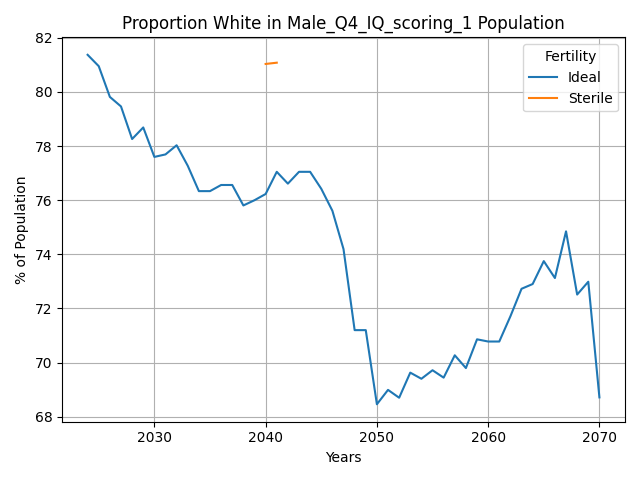 Proportion White in Male_Q4_IQ_scoring_1 Population
82
80
78
76
74
72
70
68
% of Population
Fertility
Ideal
Sterile
2030
2040
2050
2060
2070
Years